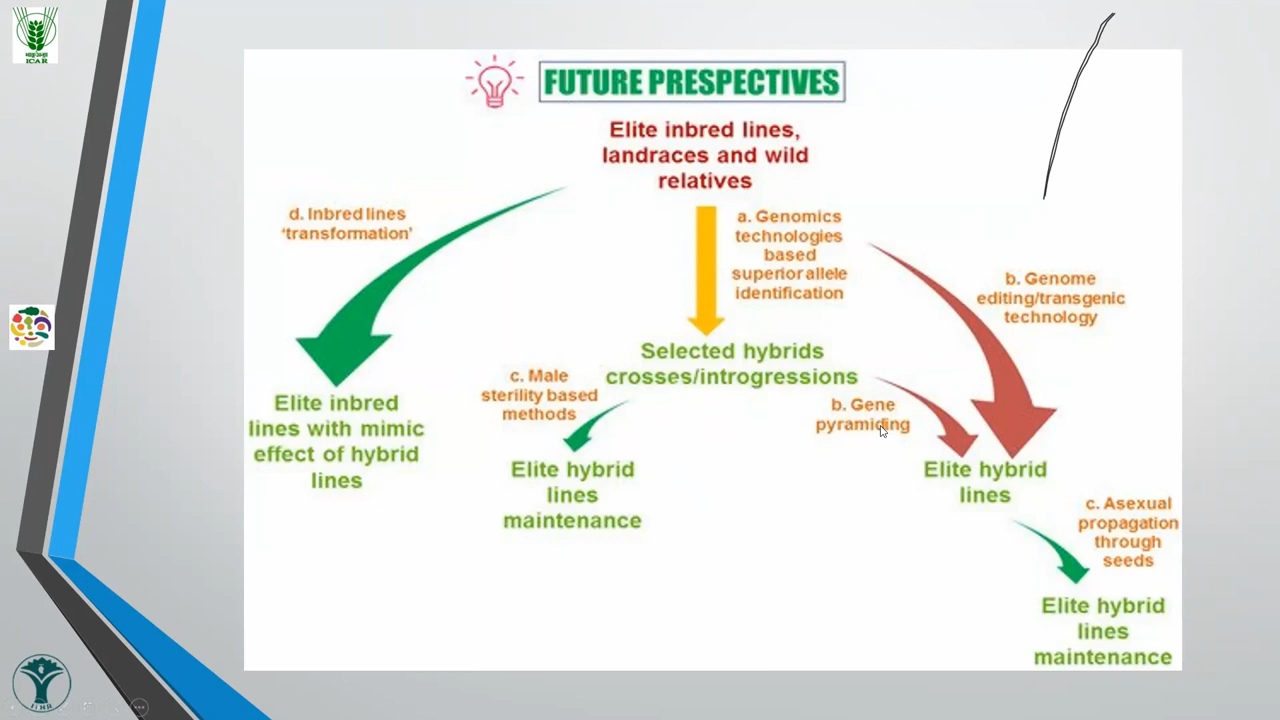 ICAR
FUTURE PRESPECTIVES
Elite inbred lines,
landraces and wild
relatives
d. Inbred lines
‘transformation’
a. Genomics
technologies
based
superior allele
identification
b. Genome
editing/transgenic
technology
Selected hybrids
crosses/introgressions
c. Male
sterility based
methods
b. Gene
pyramiding
Elite inbred
lines with mimic
effect of hybrid
lines
Elite hybrid
lines
maintenance
Elite hybrid
lines
c. Asexual
propagation
through
seeds
Elite hybrid
lines
maintenance